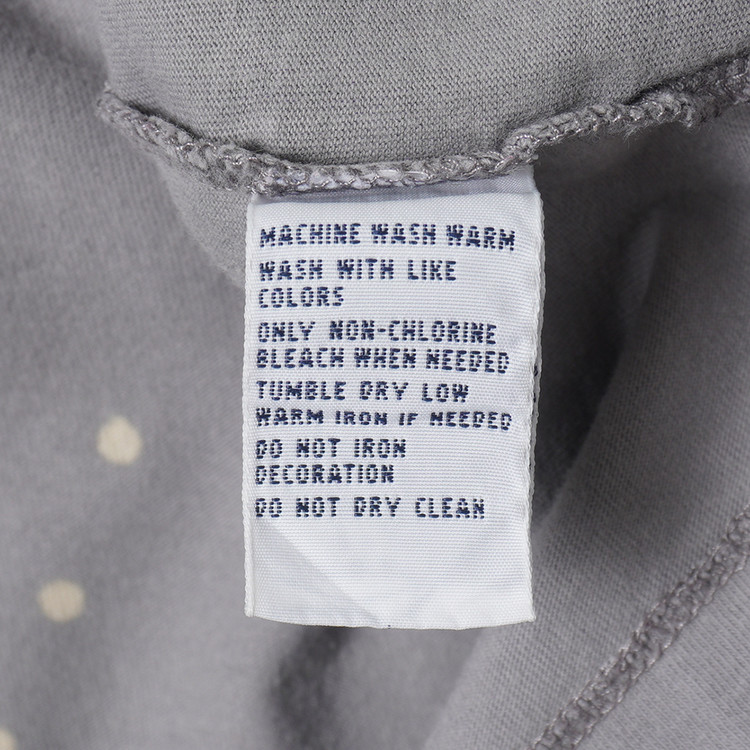 MACHINE WASH WARM
WASH WITH LIKE
COLORS
ONLY NON-CHLORINE
BLEACH WHEN NEEDED
TUMBLE DRY LOW
WARM IRON IF NEEDED
DO NOT IRON
DECORATION
DO NOT DRY CLEAN